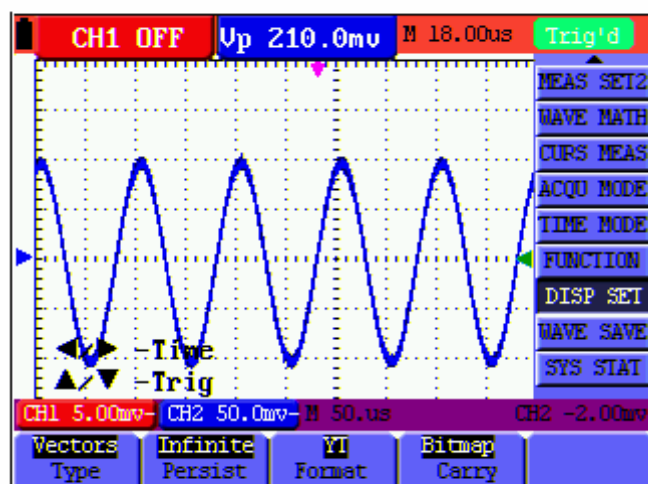 CH1 OFF Vp 210.0mv M 18.00us Trig'd
MEAS SET2
WAVE MATH
CURS MEAS
ACQU MODE
TIME MODE
FUNCTION
DISP SET
WAVE SAVE
SYS STAT
-Time
-Trig
CH1 5.00mv- CH2 50.0mv- M 50.us CH2 -2.00mv
Vectors Infinite YT Bitmap
Type Persist Format Carry